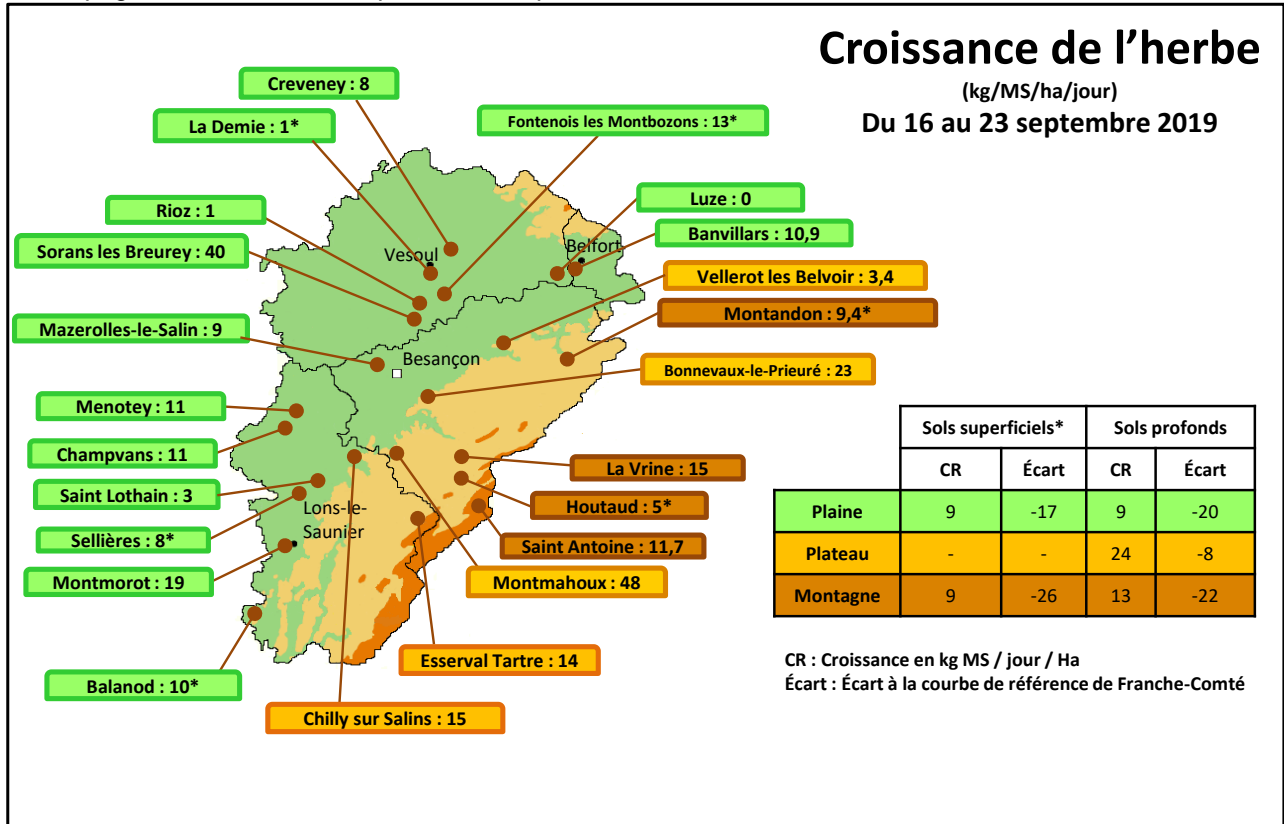 Croissance de l’herbe
(kg/MS/ha/jour)
Du 16 au 23 septembre 2019
Creveney : 8
La Demie : 1*
Fontenois les Montbozons : 13*
Rioz : 1
Luze : 0
Sorans les Breurey : 40
Banvillars : 10,9
Vesoul
Belfort
Vellerot les Belvoir : 3,4
Montandon : 9,4*
Mazerolles-le-Salin : 9
Besançon
Bonnevaux-le-Prieuré : 23
Menotey : 11
Champvans : 11
La Vrine : 15
Saint Lothain : 3
Houtaud : 5*
Lons-le-
Saunier
Sellières : 8*
Saint Antoine : 11,7
Montmorot : 19
Montmahoux : 48
Esserval Tartre : 14
Balanod : 10*
Chilly sur Salins : 15
Sols superficiels* Sols profonds
CR Écart CR Écart
Plaine 9 -17 9 -20
Plateau - - 24 -8
Montagne 9 -26 13 -22
CR : Croissance en kg MS / jour / Ha
Écart : Écart à la courbe de référence de Franche-Comté